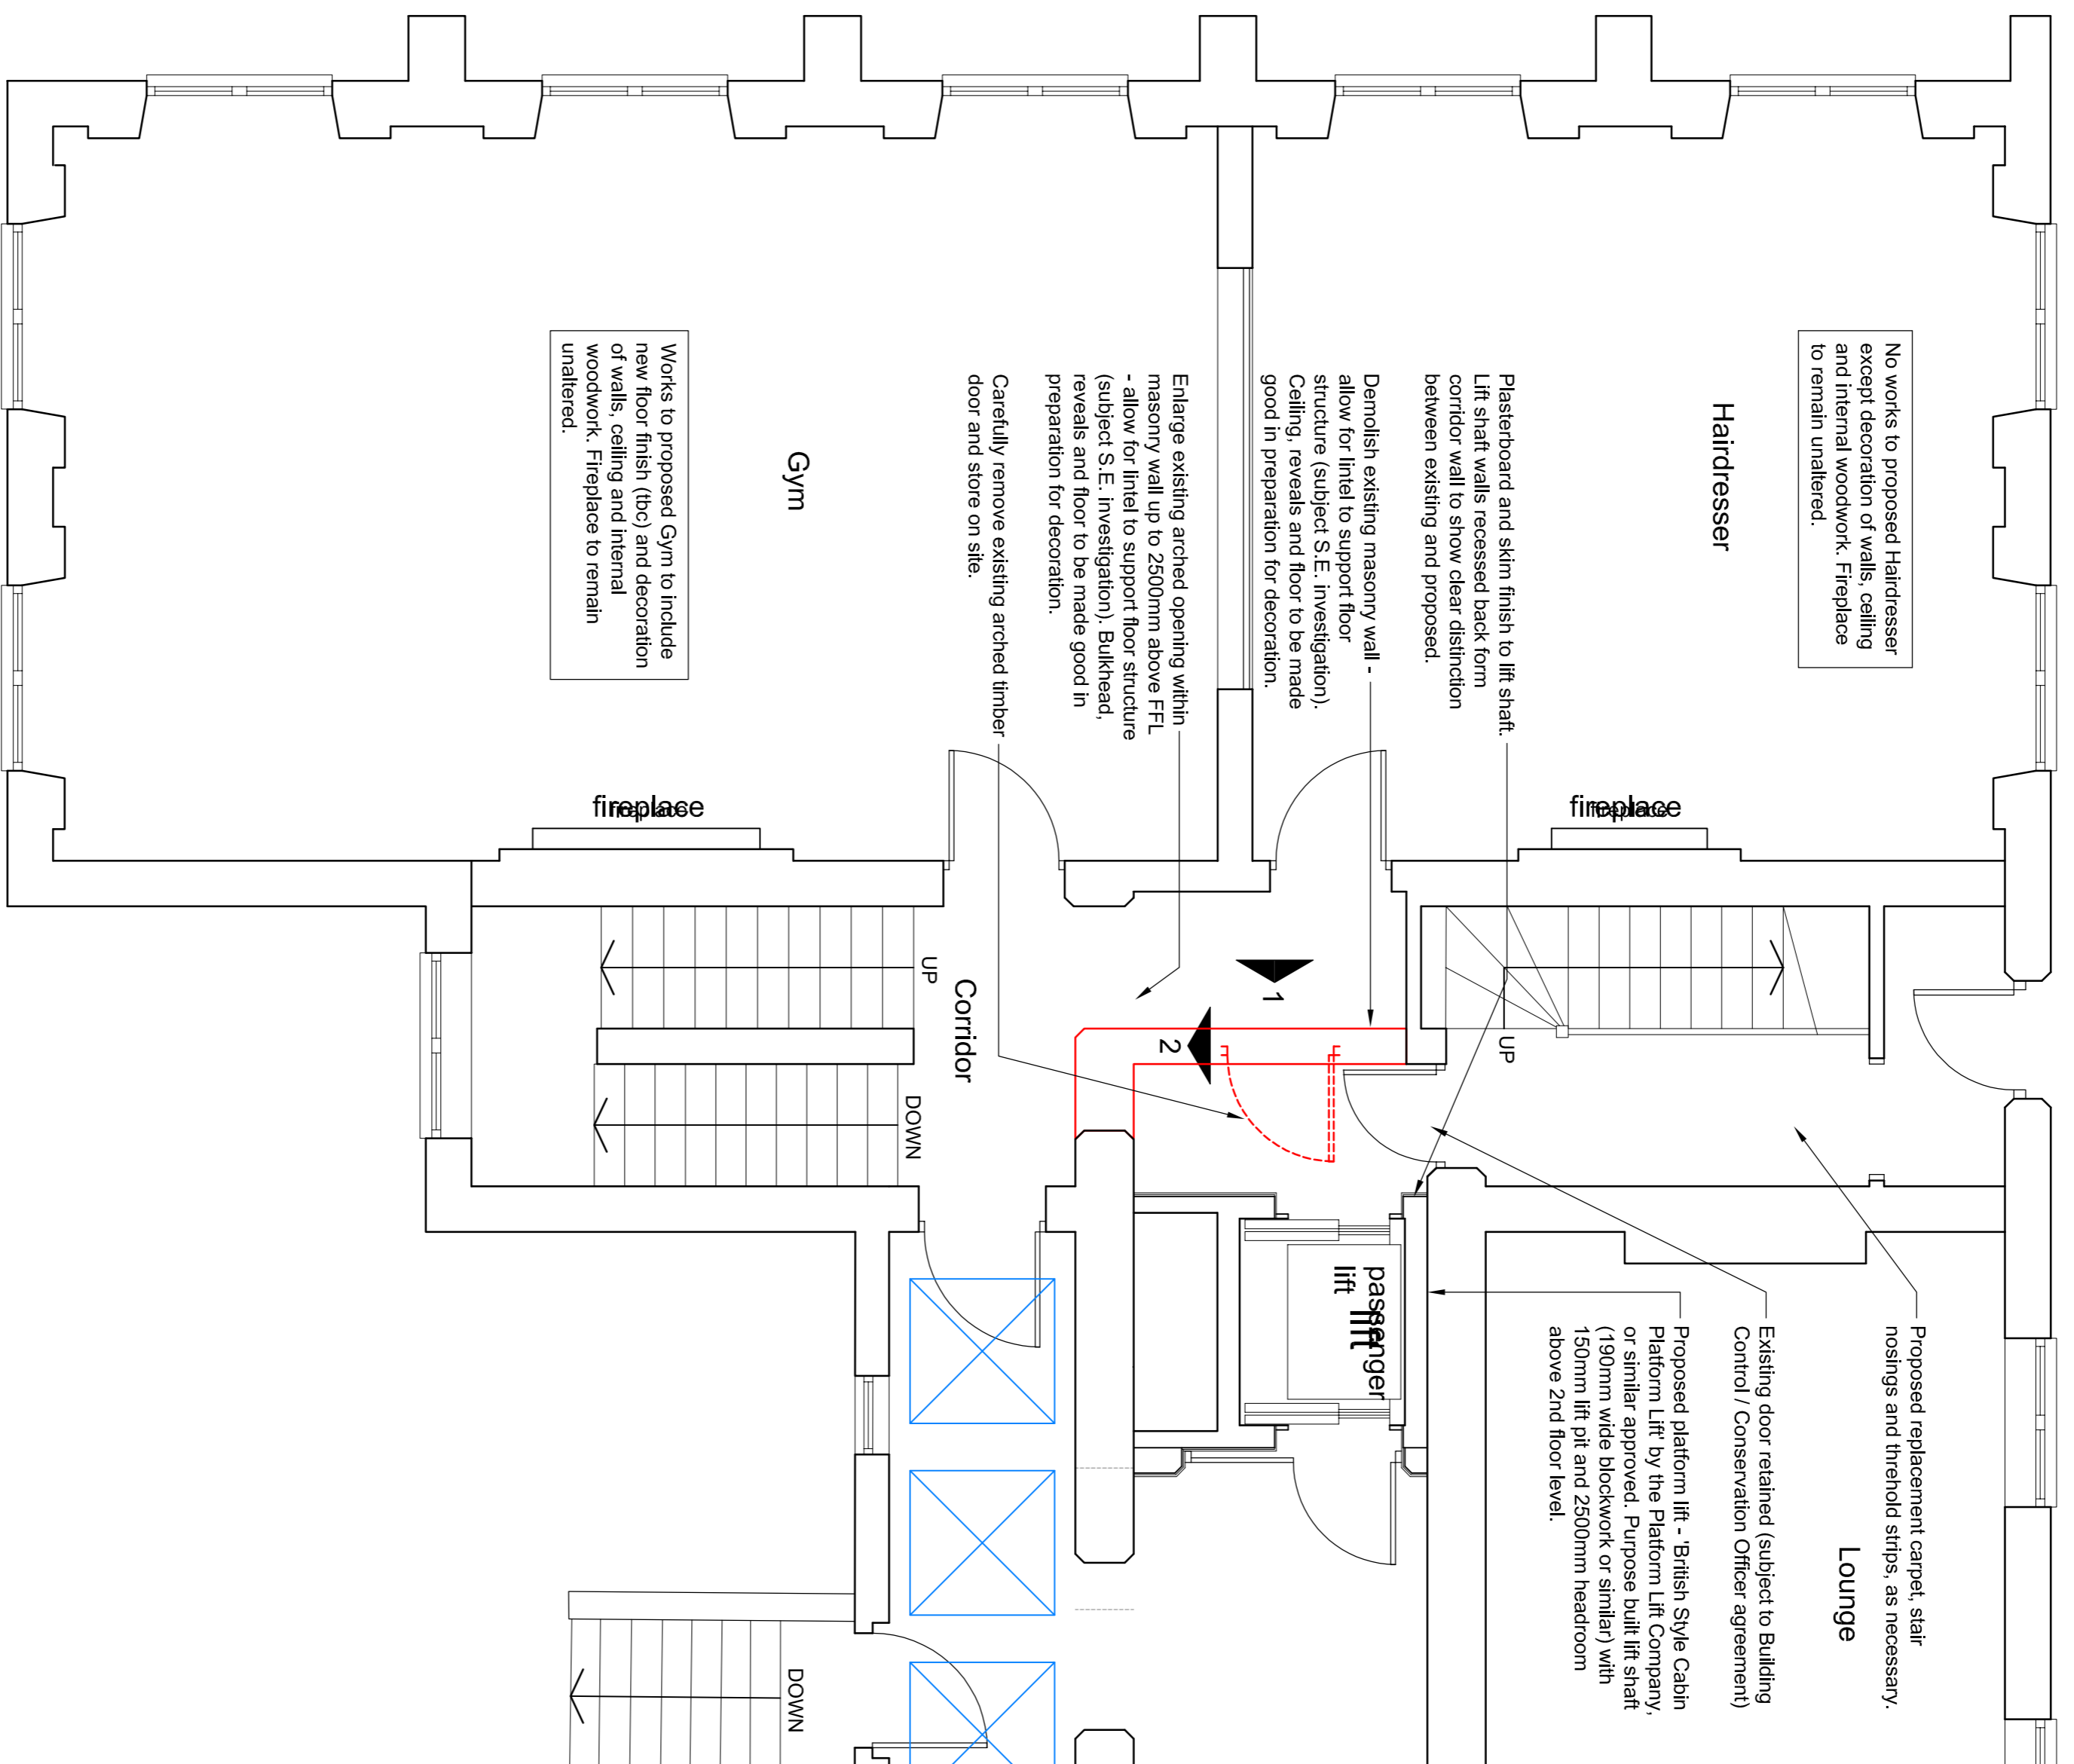 No works to proposed Hairdresser
except decoration of walls, ceiling
and internal woodwork. Fireplace
to remain unaltered.
Hairdresser
Plasterboard and skim finish to lift shaft.
Lift shaft walls recessed back form
corridor wall to show clear distinction
between existing and proposed.
Demolish existing masonry wall -
allow for lintel to support floor
structure (subject S.E. investigation).
Ceiling, reveals and floor to be made
good in preparation for decoration.
Enlarge existing arched opening within
masonry wall up to 2500mm above FFL
- allow for lintel to support floor structure
(subject S.E. investigation). Bulkhead,
reveals and floor to be made good in
preparation for decoration.
Carefully remove existing arched timber
door and store on site.
Gym
Works to proposed Gym to include
new floor finish (tbc) and decoration
of walls, ceiling and internal
woodwork. Fireplace to remain
unaltered.
fireplace
fireplace
fireplace
fireplace
UP
Corridor
DOWN
1
2
UP
passenger
lift
lift
Proposed replacement carpet, stair
nosings and threhold strips, as necessary.
Lounge
Existing door retained (subject to Building
Control / Conservation Officer agreement)
Proposed platform lift - 'British Style Cabin
Platform Lift' by the Platform Lift Company,
or similar approved. Purpose built lift shaft
(190mm wide blockwork or similar) with
150mm lift pit and 2500mm headroom
above 2nd floor level.
DOWN